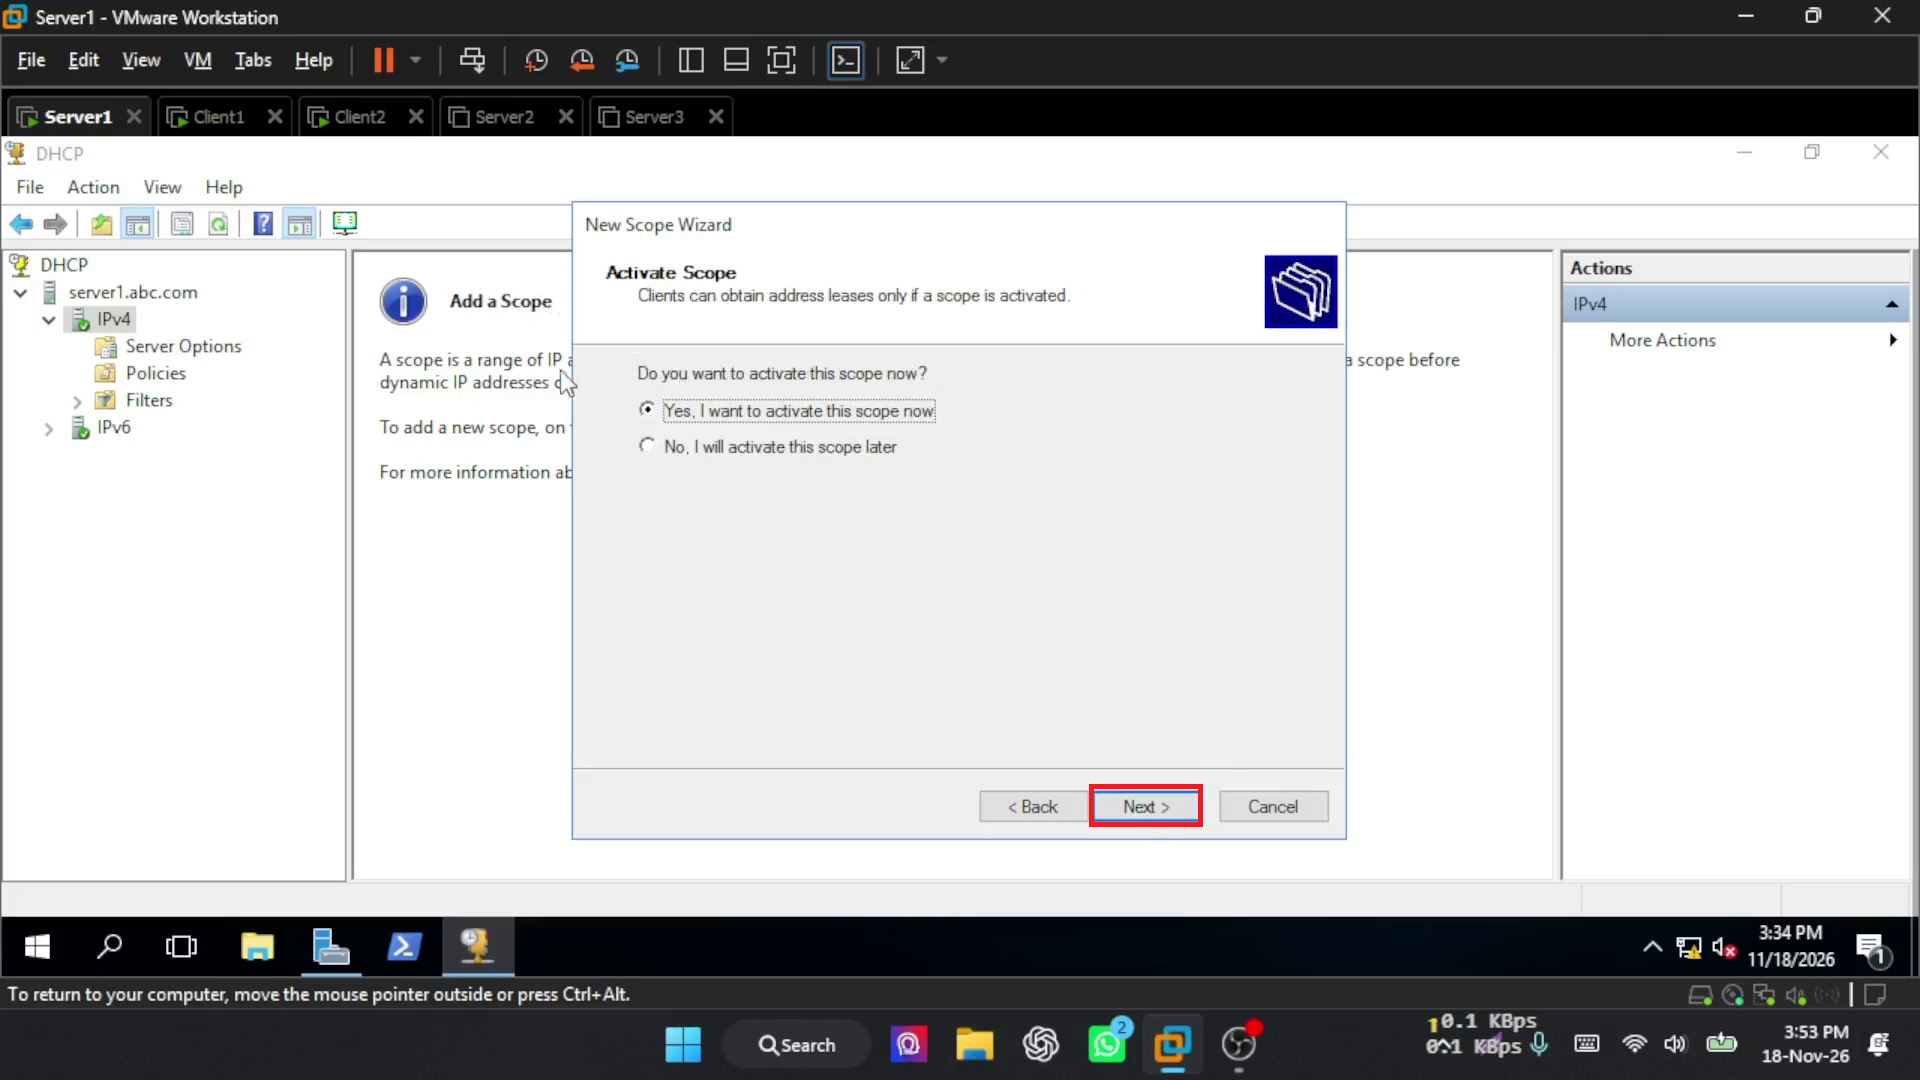 Server1 - VMware Workstation
File Edit View VM Tabs Help
Server1 Client1 Client2 Server2 Server3
DHCP
File Action View Help
DHCP
server1.abc.com
IPv4
Server Options
Policies
Filters
IPv6
Add a Scope
A scope is a range of IP
a scope before
dynamic IP addresses
To add a new scope, on
For more information ab
New Scope Wizard
Activate Scope
Clients can obtain address leases only if a scope is activated.
Do you want to activate this scope now?
Yes, I want to activate this scope now
No, I will activate this scope later
< Back Next > Cancel
Actions
IPv4
More Actions
3:34 PM
11/18/2026
1
To return to your computer, move the mouse pointer outside or press Ctrl+Alt.
Search
2
0.1 KBps
0.1 KBps
3:53 PM
18-Nov-26